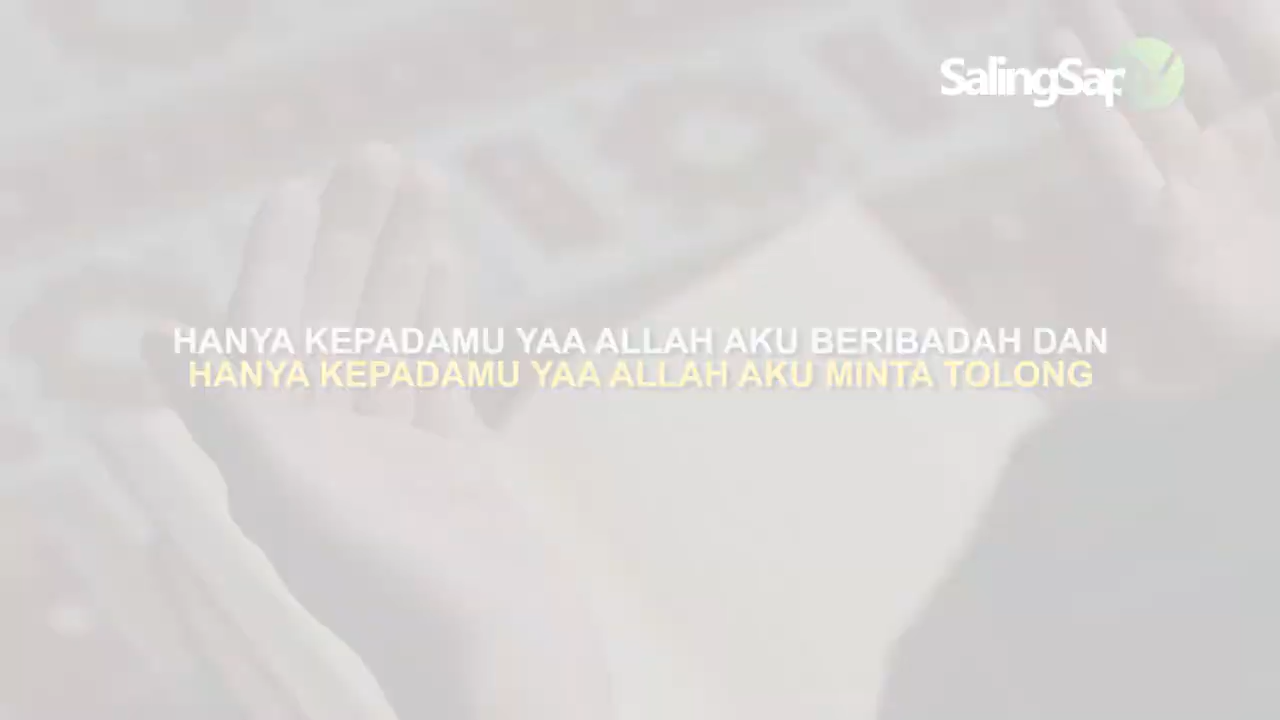 SalingSap
HANYA KEPADAMU YAA ALLAH AKU BERIBADAH DAN
HANYA KEPADAMU YAA ALLAH AKU MINTA TOLONG